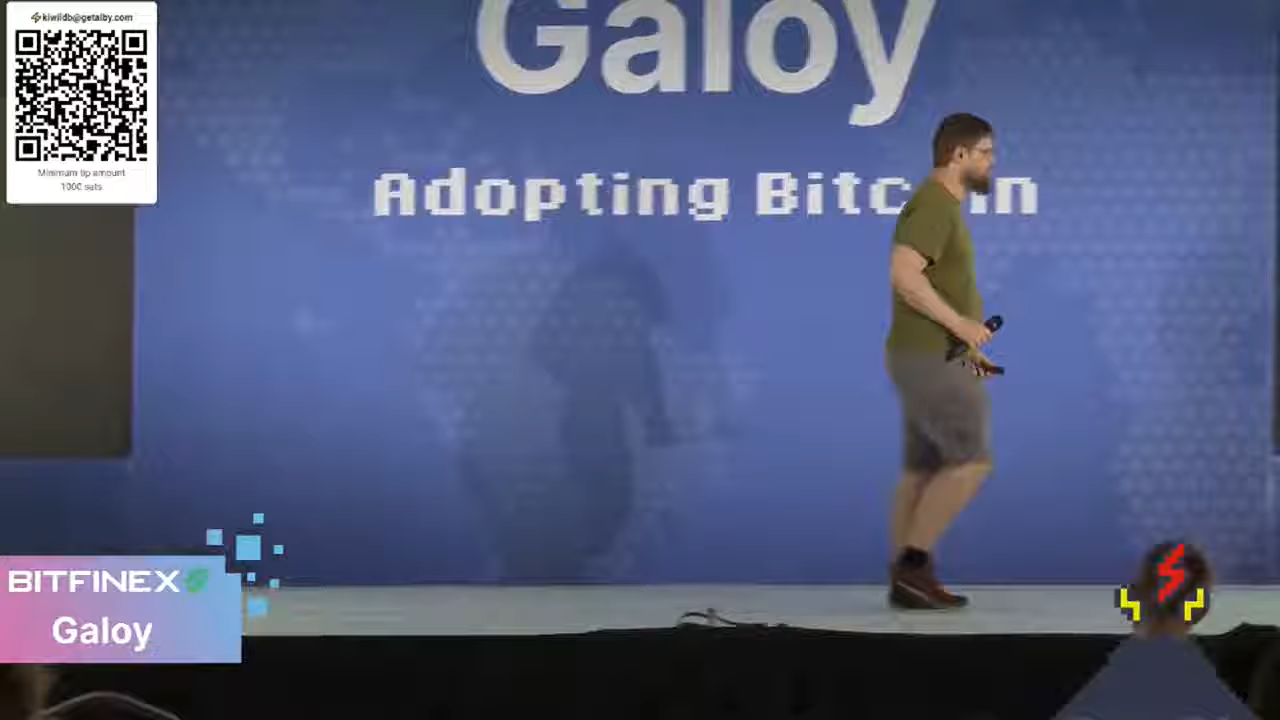 kiwiidb@getalby.com
Minimum tip amount
1000 sats
Galoy
Adopting Bitc in
BITFINEX
Galoy